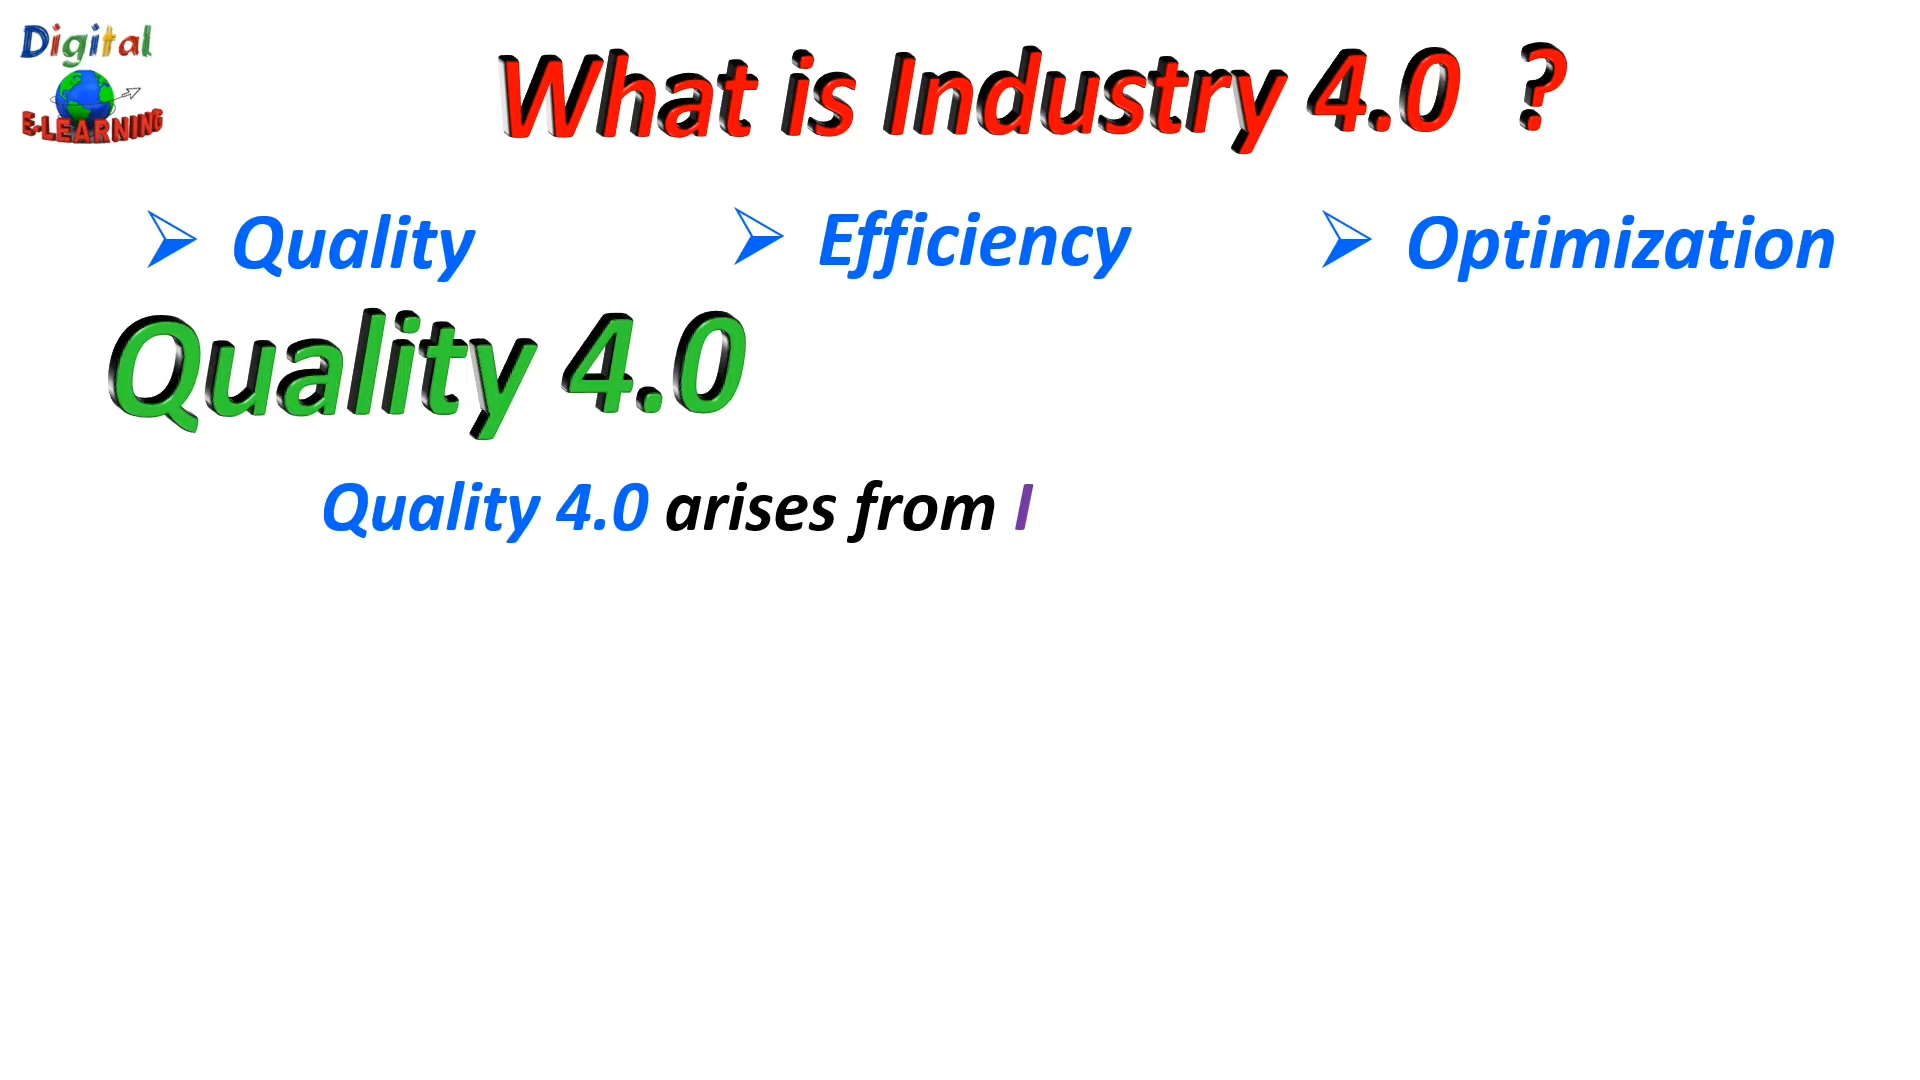 Digital
E-LEARNING
What is Industry 4.0 ?
➢ Quality ➢ Efficiency ➢ Optimization
Quality 4.0
Quality 4.0 arises from I